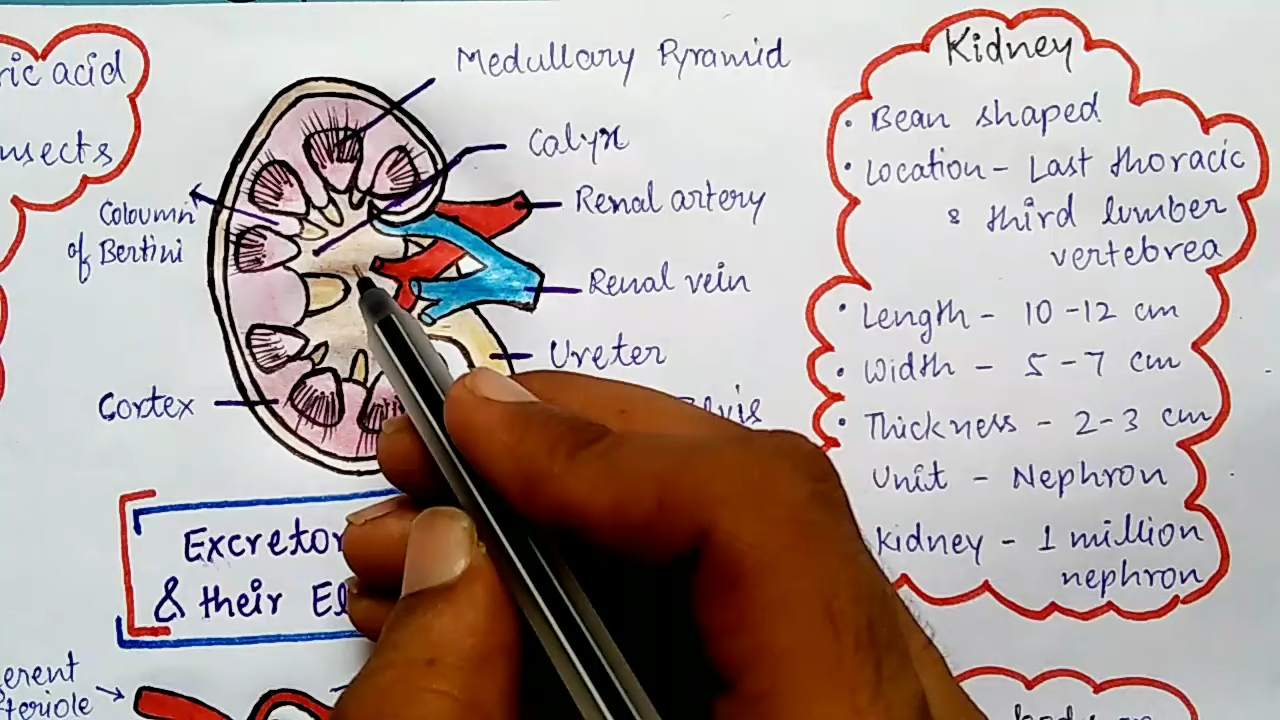 ric acid
nsects
Medullary Pyramid
Calyx
Renal artery
Renal vein
Ureter
Coloumn
of Bertini
Cortex
Excretor
& their El
erent
teriole
Kidney
• Bean shaped
• Location - Last thoracic
& third lumber
vertebrea
• Length - 10-12 cm
• Width - 5-7 cm
• Thickness - 2-3 cm
Unit - Nephron
Kidney - 1 million
nephron